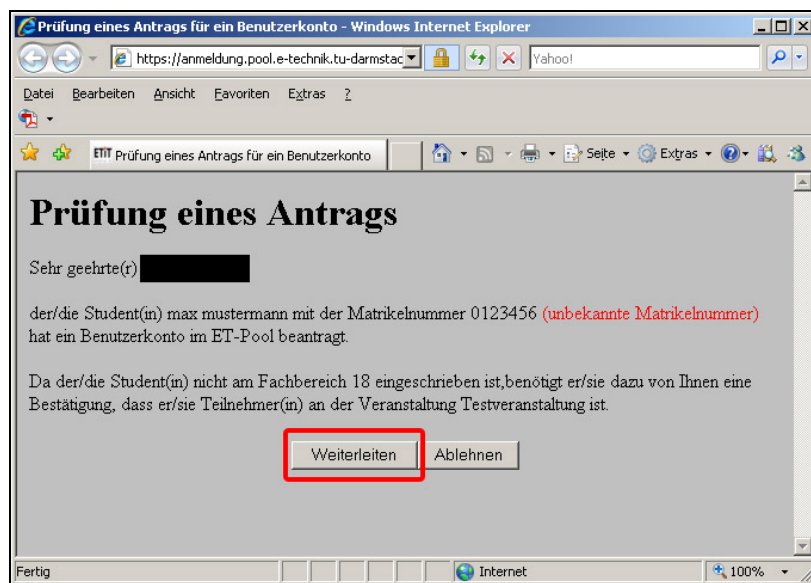 Prüfung eines Antrags für ein Benutzerkonto - Windows Internet Explorer
https://anmeldung.pool.e-technik.tu-darmstac
Yahoo!
Datei Bearbeiten Ansicht Favoriten Extras ?
ETiT Prüfung eines Antrags für ein Benutzerkonto
Seite Extras
Prüfung eines Antrags
Sehr geehrte(r)
der/die Student(in) max mustermann mit der Matrikelnummer 0123456 (unbekannte Matrikelnummer)
hat ein Benutzerkonto im ET-Pool beantragt.
Da der/die Student(in) nicht am Fachbereich 18 eingeschrieben ist,benötigt er/sie dazu von Ihnen eine
Bestätigung, dass er/sie Teilnehmer(in) an der Veranstaltung Testveranstaltung ist.
Weiterleiten Ablehnen
Fertig Internet 100%